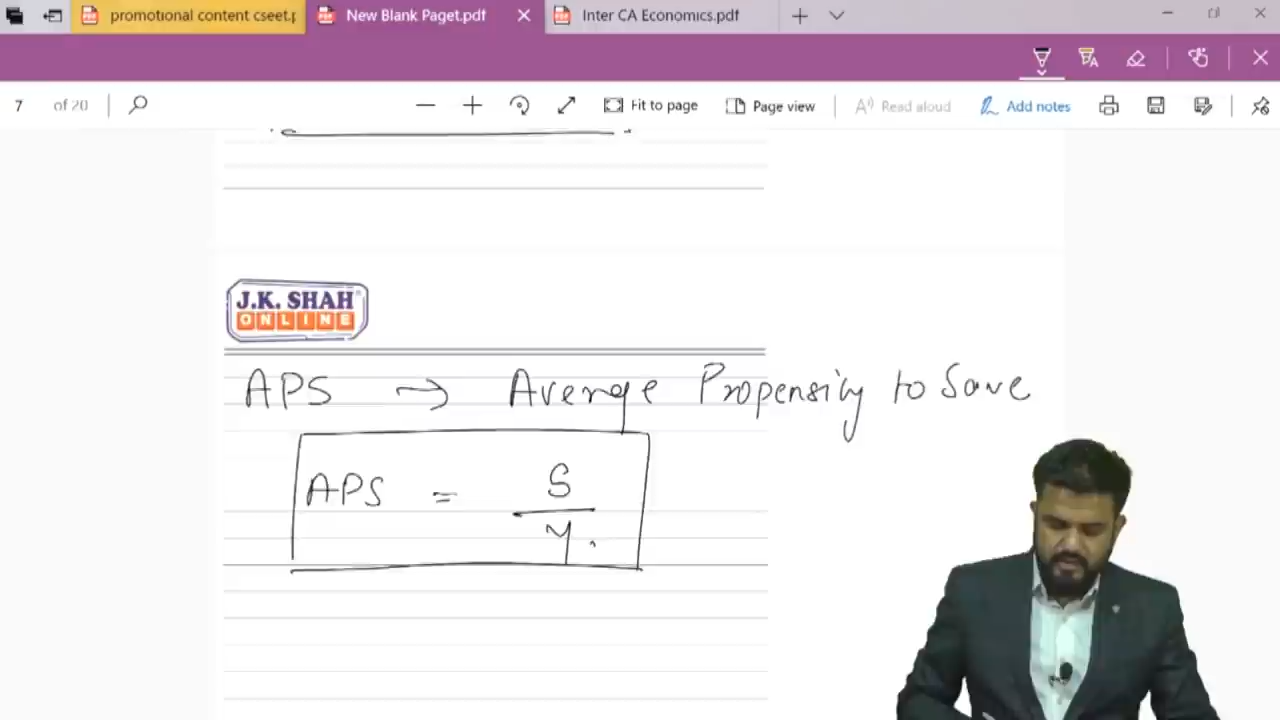 promotional content cseet.p
New Blank Paget.pdf
Inter CA Economics.pdf
7 of 20
Fit to page
Page view
Read aloud
Add notes
J.K. SHAH
ONLINE
APS → Average Propensity to Save
APS = S
Y.